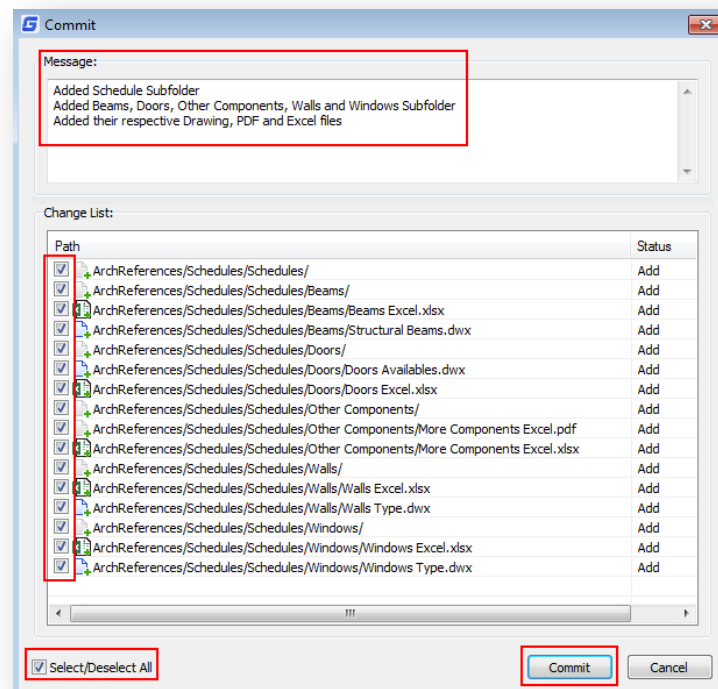 Commit
Message:
Added Schedule Subfolder
Added Beams, Doors, Other Components, Walls and Windows Subfolder
Added their respective Drawing, PDF and Excel files
Change List:
Path Status
ArchReferences/Schedules/Schedules/ Add
ArchReferences/Schedules/Schedules/Beams/ Add
ArchReferences/Schedules/Schedules/Beams/Beams Excel.xlsx Add
ArchReferences/Schedules/Schedules/Beams/Structural Beams.dwx Add
ArchReferences/Schedules/Schedules/Doors/ Add
ArchReferences/Schedules/Schedules/Doors/Doors Availables.dwx Add
ArchReferences/Schedules/Schedules/Doors/Doors Excel.xlsx Add
ArchReferences/Schedules/Schedules/Other Components/ Add
ArchReferences/Schedules/Schedules/Other Components/More Components Excel.pdf Add
ArchReferences/Schedules/Schedules/Other Components/More Components Excel.xlsx Add
ArchReferences/Schedules/Schedules/Walls/ Add
ArchReferences/Schedules/Schedules/Walls/Walls Excel.xlsx Add
ArchReferences/Schedules/Schedules/Walls/Walls Type.dwx Add
ArchReferences/Schedules/Schedules/Windows/ Add
ArchReferences/Schedules/Schedules/Windows/Windows Excel.xlsx Add
ArchReferences/Schedules/Schedules/Windows/Windows Type.dwx Add
Select/Deselect All Commit Cancel